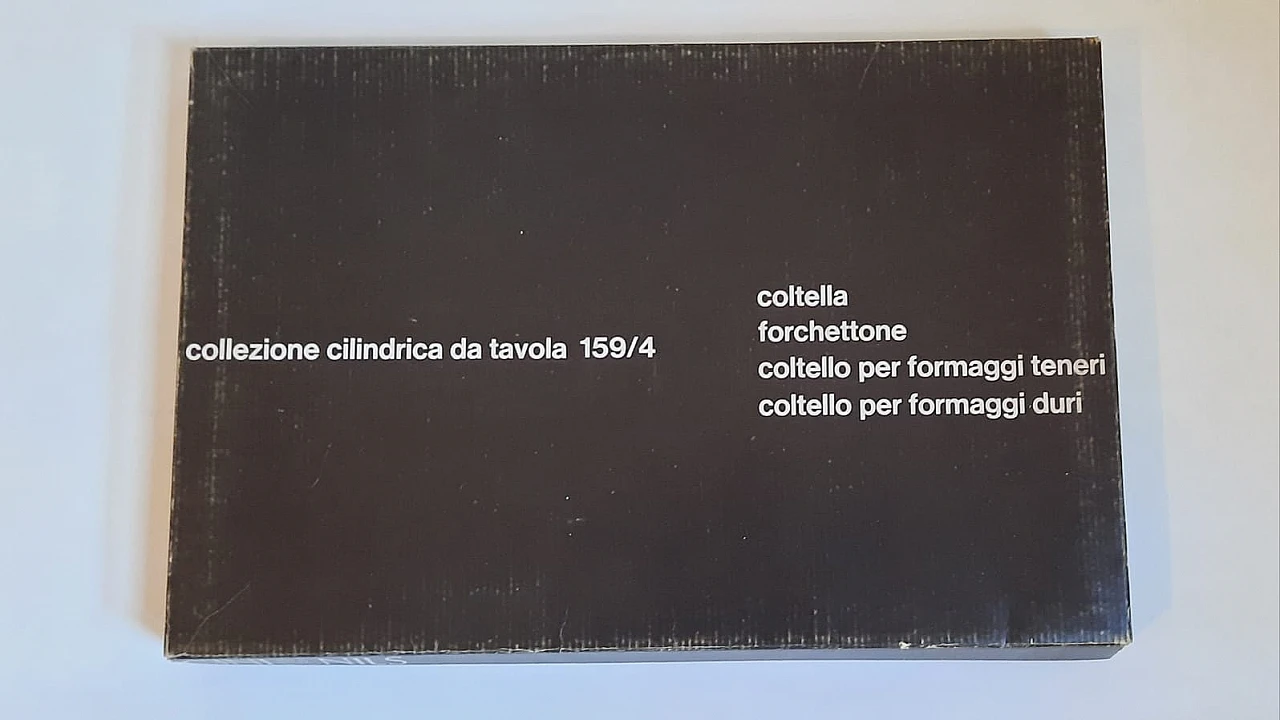 collezione cilindrica da tavola 159/4
coltella
forchettone
coltello per formaggi teneri
coltello per formaggi duri